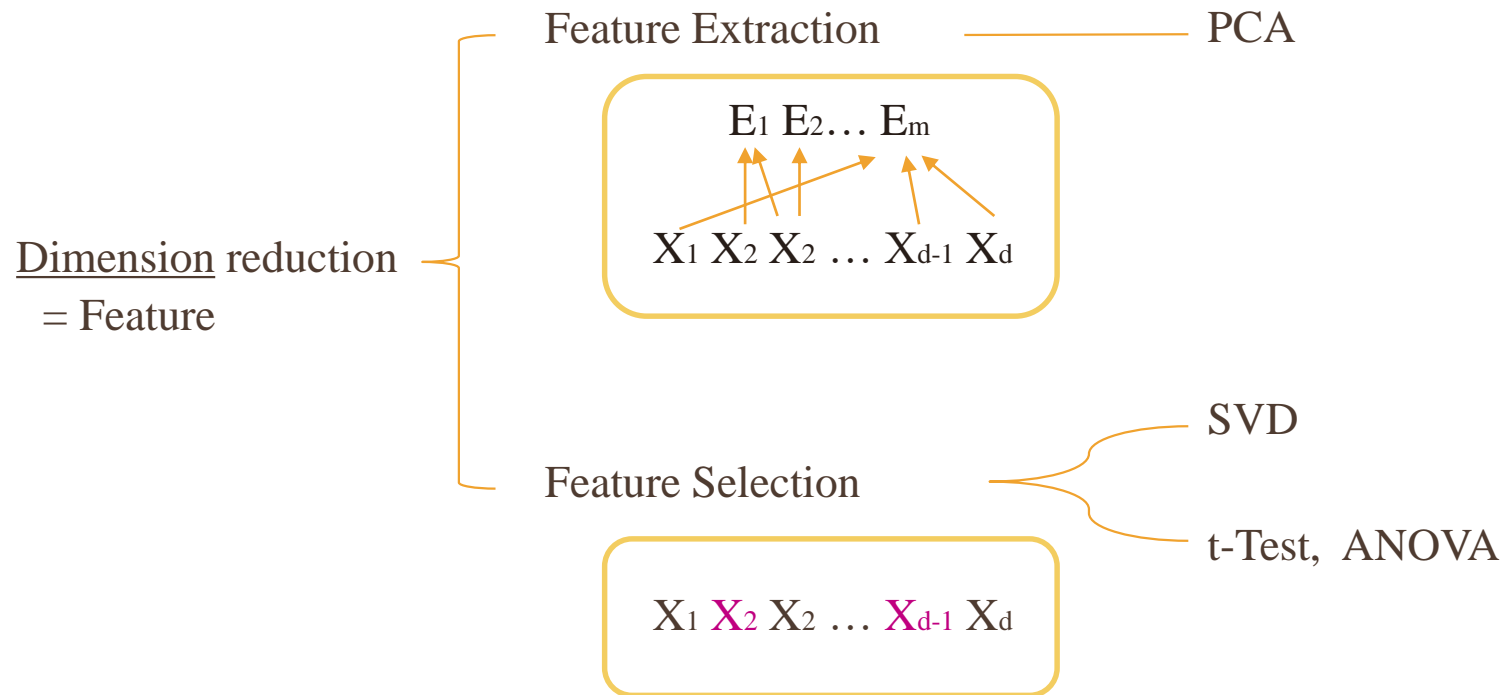 Feature Extraction
PCA
E1 E2... Em
X1 X2 X2 ... Xd-1 Xd
Dimension reduction
= Feature
SVD
Feature Selection
t-Test, ANOVA
X1 X2 X2 ... Xd-1 Xd